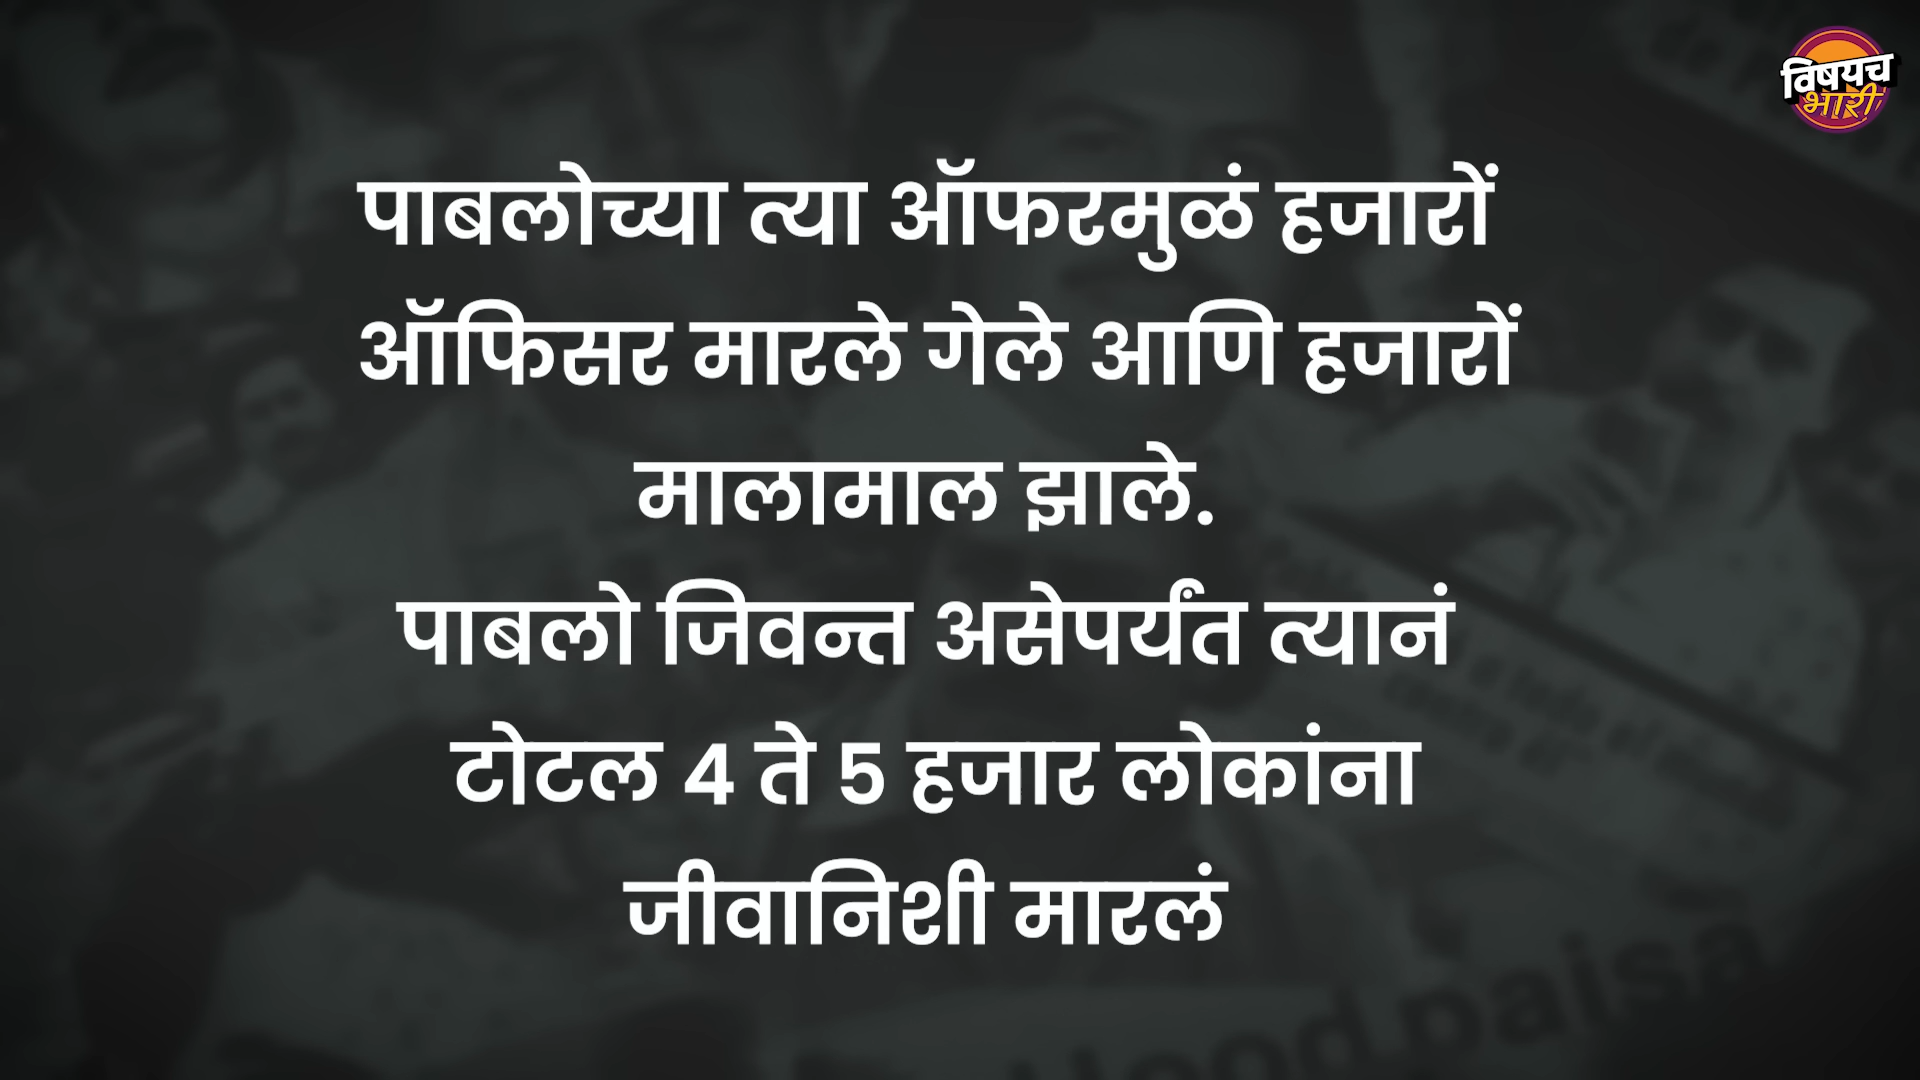 विषयच
भारी
पाबलोच्या त्या ऑफरमुळं हजारों
ऑफिसर मारले गेले आणि हजारों
मालामाल झाले.
पाबलो जिवन्त असेपर्यंत त्यानं
टोटल 4 ते 5 हजार लोकांना
जीवानिशी मारलं